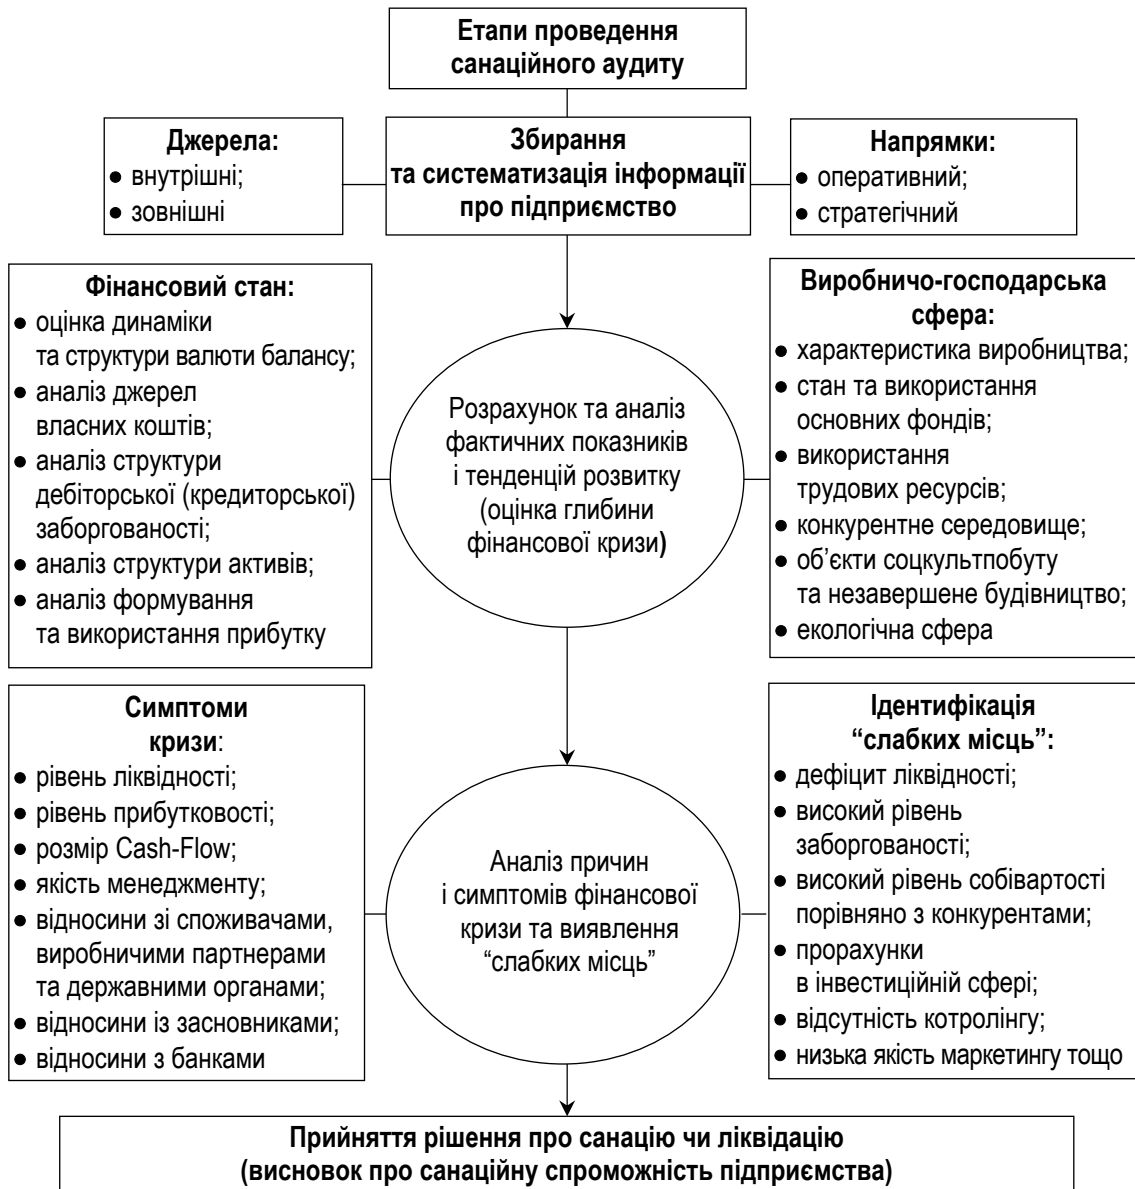 Етапи проведення
санаційного аудиту
Джерела:
● внутрішні;
● зовнішні
Збирання
та систематизація інформації
про підприємство
Напрямки:
● оперативний;
● стратегічний
Фінансовий стан:
● оцінка динаміки
та структури валюти балансу;
● аналіз джерел
власних коштів;
● аналіз структури
дебіторської (кредиторської)
заборгованості;
● аналіз структури активів;
● аналіз формування
та використання прибутку
Розрахунок та аналіз
фактичних показників
і тенденцій розвитку
(оцінка глибини
фінансової кризи)
Виробничо-господарська
сфера:
● характеристика виробництва;
● стан та використання
основних фондів;
● використання
трудових ресурсів;
● конкурентне середовище;
● об’єкти соцкультпобуту
та незавершене будівництво;
● екологічна сфера
Симптоми
кризи:
● рівень ліквідності;
● рівень прибутковості;
● розмір Cash-Flow;
● якість менеджменту;
● відносини зі споживачами,
виробничими партнерами
та державними органами;
● відносини із засновниками;
● відносини з банками
Аналіз причин
і симптомів фінансової
кризи та виявлення
“слабких місць”
Ідентифікація
“слабких місць”:
● дефіцит ліквідності;
● високий рівень
заборгованості;
● високий рівень собівартості
порівняно з конкурентами;
● прорахунки
в інвестиційній сфері;
● відсутність котролінгу;
● низька якість маркетингу тощо
Прийняття рішення про санацію чи ліквідацію
(висновок про санаційну спроможність підприємства)